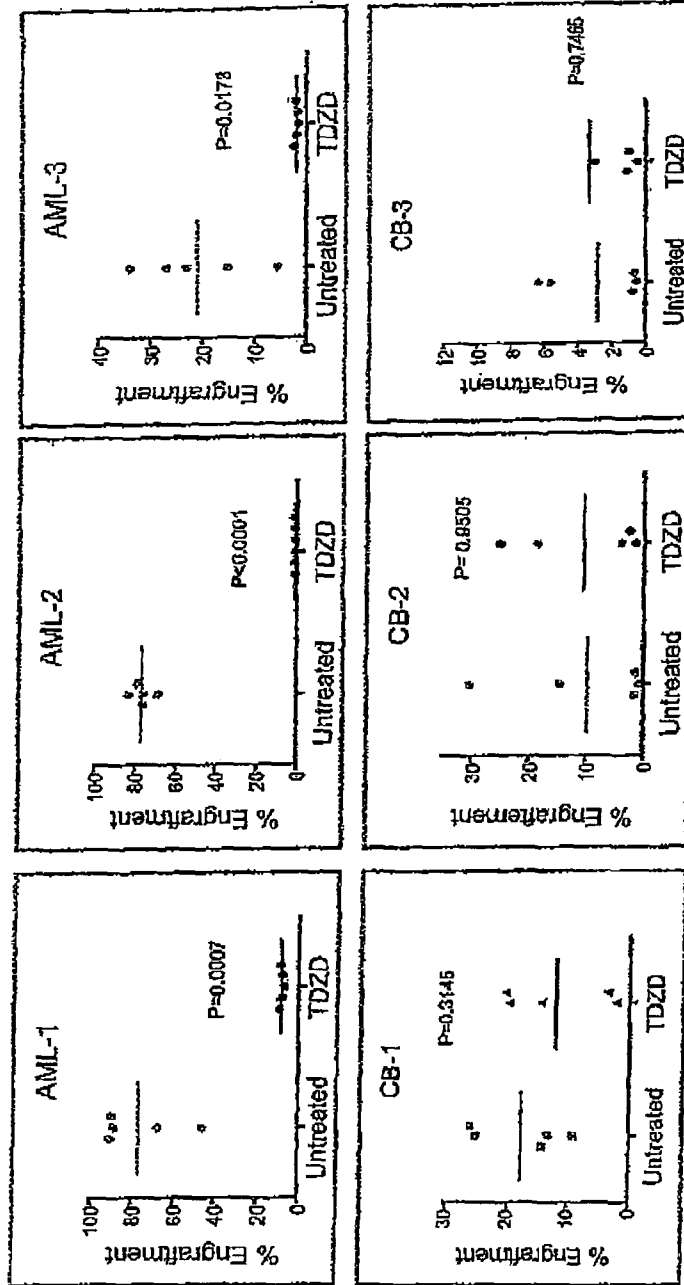 AML-1
% Engraftment
100
80
60
40
20
0
P=0.0007
Untreated TDZD
AML-2
% Engraftment
100
80
60
40
20
0
P<0.0001
Untreated TDZD
AML-3
% Engraftment
40
30
20
10
0
P=0.0178
Untreated TDZD
CB-1
% Engraftment
30
20
10
0
P=0.3145
Untreated TDZD
CB-2
% Engraftement
30
20
10
0
P=0.9505
Untreated TDZD
CB-3
% Engraftment
12
10
8
6
4
2
0
P=0.7465
Untreated TDZD